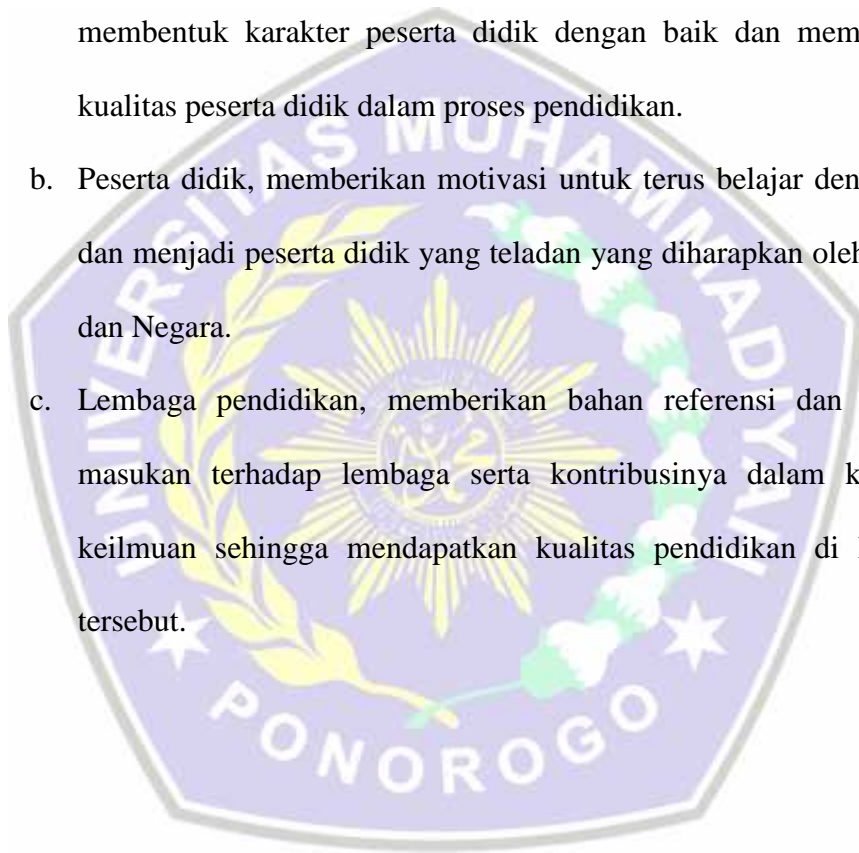 membentuk karakter peserta didik dengan baik dan mem
kualitas peserta didik dalam proses pendidikan.
b. Peserta didik, memberikan motivasi untuk terus belajar den
dan menjadi peserta didik yang teladan yang diharapkan oleh
dan Negara.
c. Lembaga pendidikan, memberikan bahan referensi dan
masukan terhadap lembaga serta kontribusinya dalam k
keilmuan sehingga mendapatkan kualitas pendidikan di
tersebut.
UNIVERSITAS MUHAMMADIYAH
PONOROGO